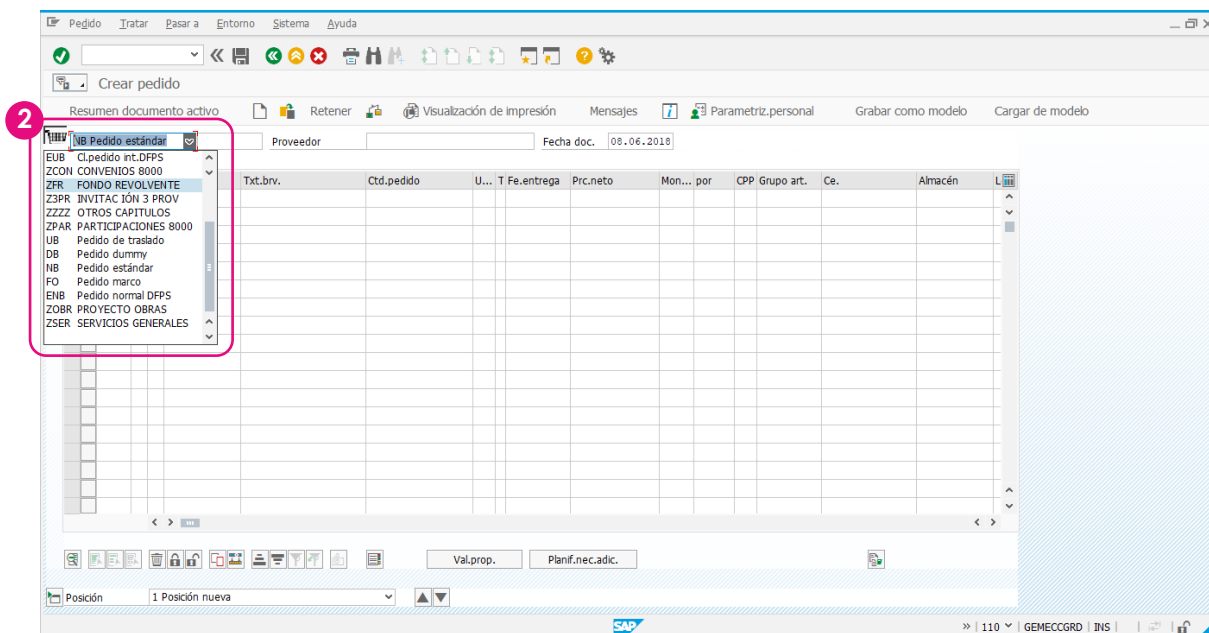 Pedido Tratar Pasar a Entorno Sistema Ayuda
Crear pedido
Resumen documento activo Retener Visualización de impresión Mensajes Parametriz.personal Grabar como modelo Cargar de modelo
2
NB Pedido estándar Proveedor Fecha doc. 08.06.2018
EUB Cl.pedido int.DFPS
ZCON CONVENIOS 8000
ZFR FONDO REVOLVENTE
Z3PR INVITAC IÓN 3 PROV
ZZZZ OTROS CAPITULOS
ZPAR PARTICIPACIONES 8000
UB Pedido de traslado
DB Pedido dummy
NB Pedido estándar
FO Pedido marco
ENB Pedido normal DFPS
ZOBR PROYECTO OBRAS
ZSER SERVICIOS GENERALES
Txt.brv. Ctd.pedido U... T Fe.entrega Prc.neto Mon... por CPP Grupo art. Ce. Almacén L
Val.prop. Planif.nec.adic.
Posición 1 Posición nueva
SAP » 110 GEMECCGRD INS